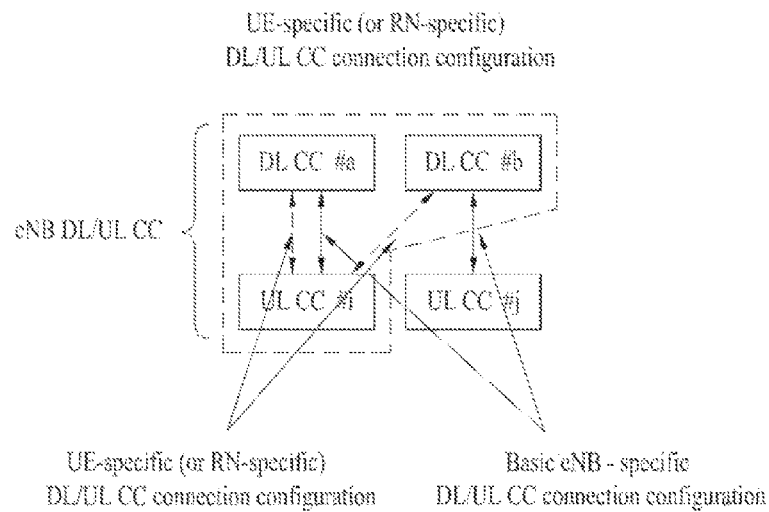 UE-specific (or RN-specific)
DL/UL CC connection configuration
DL CC #a
DL CC #b
eNB DL/UL CC
UL CC #i
UL CC #j
UE-specific (or RN-specific)
DL/UL CC connection configuration
Basic eNB - specific
DL/UL CC connection configuration